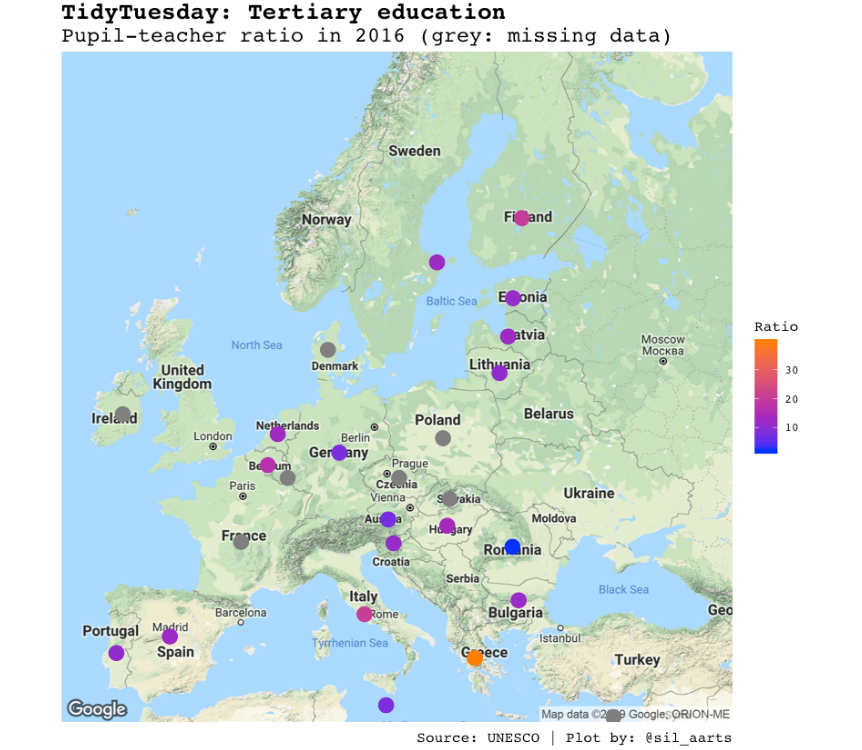 TidyTuesday: Tertiary education
Pupil-teacher ratio in 2016 (grey: missing data)
Sweden
Norway
Finland
Baltic Sea
Estonia
Latvia
North Sea
Denmark
Lithuania
Moscow
Москва
United
Kingdom
Ireland
Netherlands
Poland
Belarus
London
Berlin
Germany
Belgium
Prague
Czechia
Paris
Vienna
Slovakia
Ukraine
Austria
Hungary
Moldova
France
Romania
Croatia
Serbia
Black Sea
Italy
Rome
Barcelona
Bulgaria
Geo
Portugal
Madrid
Spain
Tyrrhenian Sea
Istanbul
Greece
Turkey
Google
Map data ©2019 Google, ORION-ME
Ratio
30
20
10
Source: UNESCO | Plot by: @sil_aarts